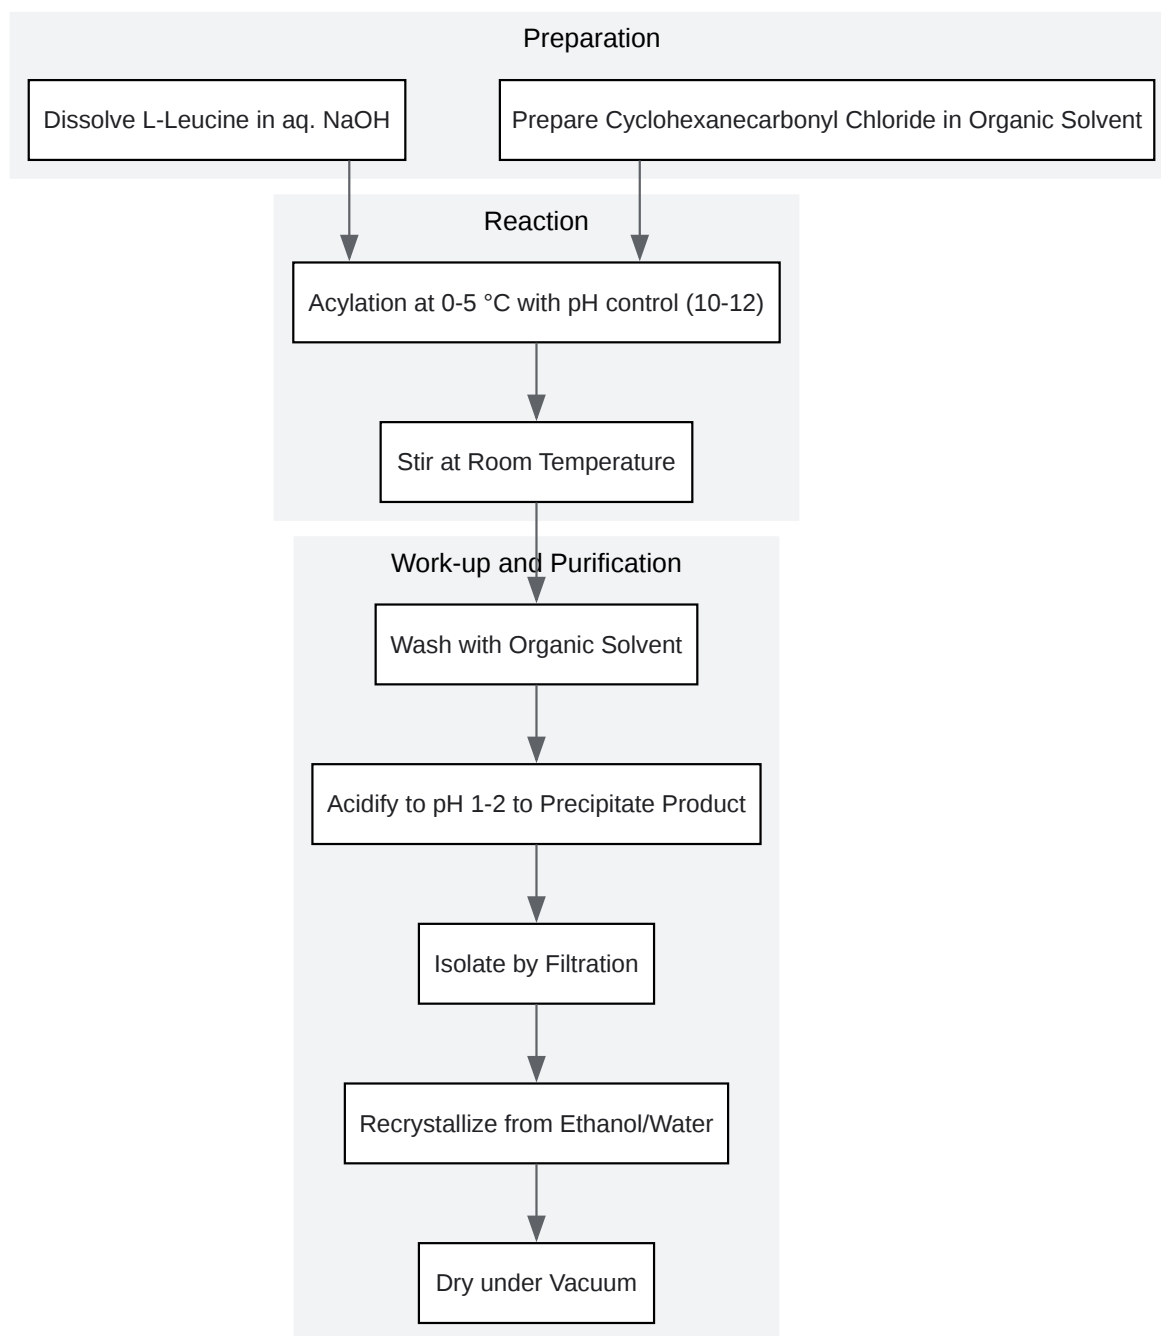 Preparation
Dissolve L-Leucine in aq. NaOH
Prepare Cyclohexanecarbonyl Chloride in Organic Solvent
Reaction
Acylation at 0-5 °C with pH control (10-12)
Stir at Room Temperature
Work-up and Purification
Wash with Organic Solvent
Acidify to pH 1-2 to Precipitate Product
Isolate by Filtration
Recrystallize from Ethanol/Water
Dry under Vacuum